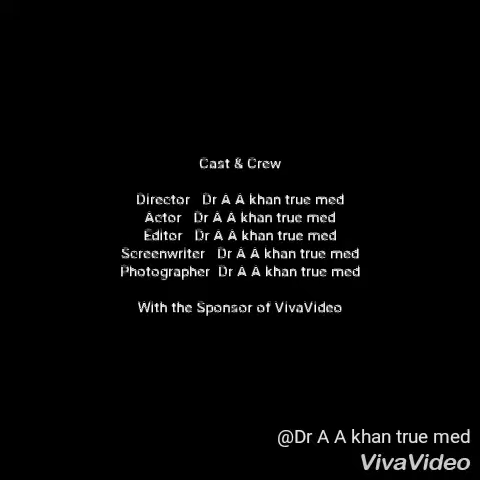 Cast & Crew
Director Dr A A khan true med
Actor Dr A A khan true med
Editor Dr A A khan true med
Screenwriter Dr A A khan true med
Photographer Dr A A khan true med
With the Sponsor of VivaVideo
@Dr A A khan true med
VivaVideo